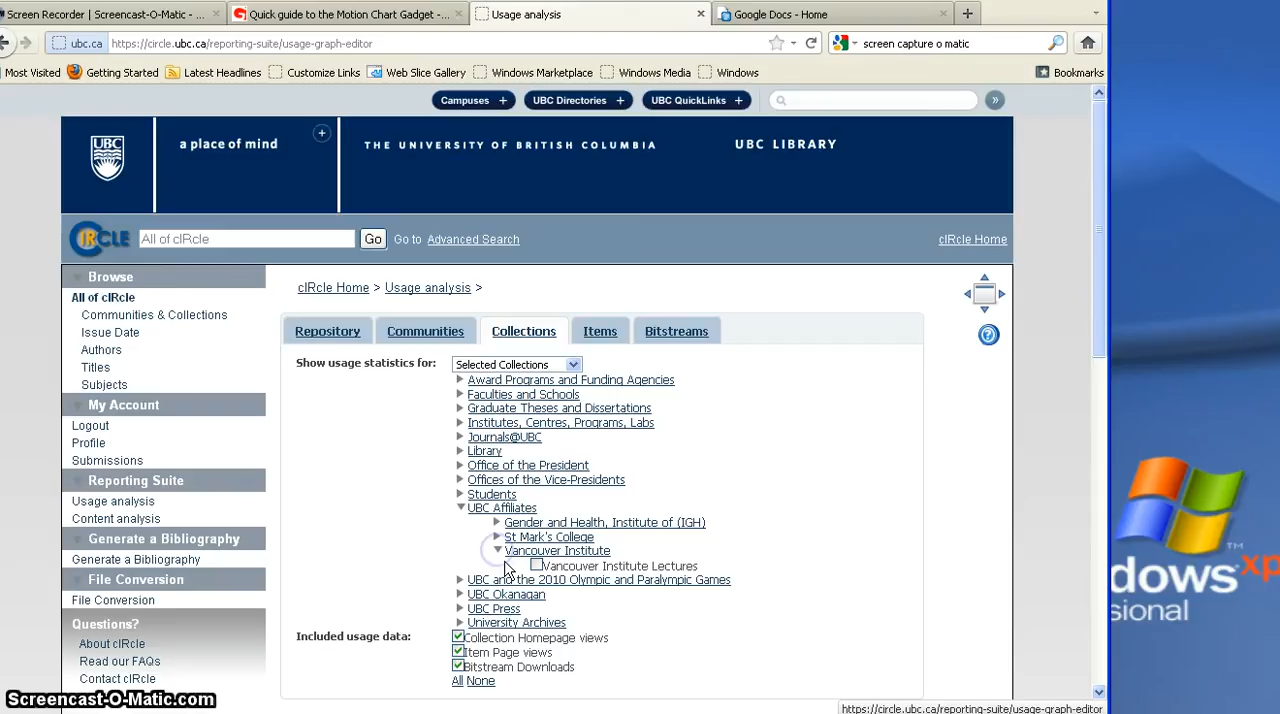 Screen Recorder | Screencast-O-Matic - ...
Quick guide to the Motion Chart Gadget -...
Usage analysis
Google Docs - Home
ubc.ca
https://circle.ubc.ca/reporting-suite/usage-graph-editor
screen capture o matic
Most Visited Getting Started Latest Headlines Customize Links Web Slice Gallery Windows Marketplace Windows Media Windows Bookmarks
Campuses + UBC Directories + UBC QuickLinks + »
UBC
a place of mind +
THE UNIVERSITY OF BRITISH COLUMBIA UBC LIBRARY
cIRcLE All of cIRcle Go Go to Advanced Search cIRcle Home
Browse
All of cIRcle
Communities & Collections
Issue Date
Authors
Titles
Subjects
My Account
Logout
Profile
Submissions
Reporting Suite
Usage analysis
Content analysis
Generate a Bibliography
Generate a Bibliography
File Conversion
File Conversion
Questions?
About cIRcle
Read our FAQs
Contact cIRcle
cIRcle Home > Usage analysis >
Repository Communities Collections Items Bitstreams
Show usage statistics for: Selected Collections
Award Programs and Funding Agencies
Faculties and Schools
Graduate Theses and Dissertations
Institutes, Centres, Programs, Labs
Journals@UBC
Library
Office of the President
Offices of the Vice-Presidents
Students
UBC Affiliates
Gender and Health, Institute of (IGH)
St Mark's College
Vancouver Institute
Vancouver Institute Lectures
UBC and the 2010 Olympic and Paralympic Games
UBC Okanagan
UBC Press
University Archives
Included usage data: Collection Homepage views
Item Page views
Bitstream Downloads
All None
?
dows xp
sional
Screencast-O-Matic.com
https://circle.ubc.ca/reporting-suite/usage-graph-editor